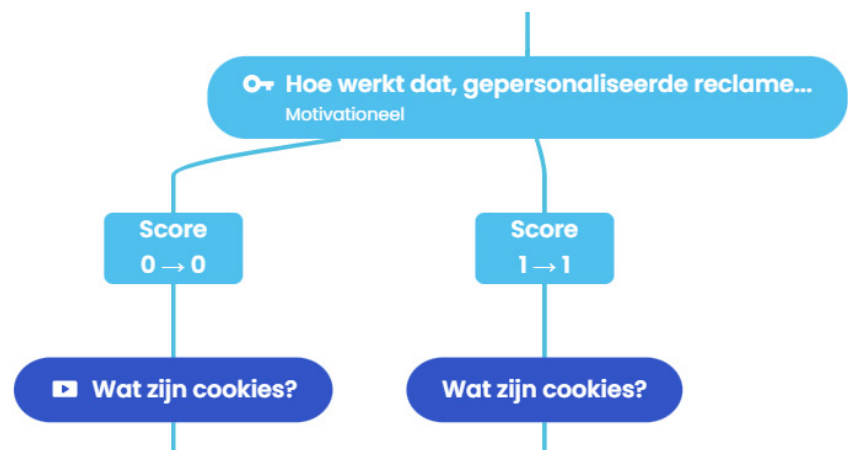 Hoe werkt dat, gepersonaliseerde reclame...
Motivationeel
Score
0 → 0
Score
1 → 1
Wat zijn cookies?
Wat zijn cookies?